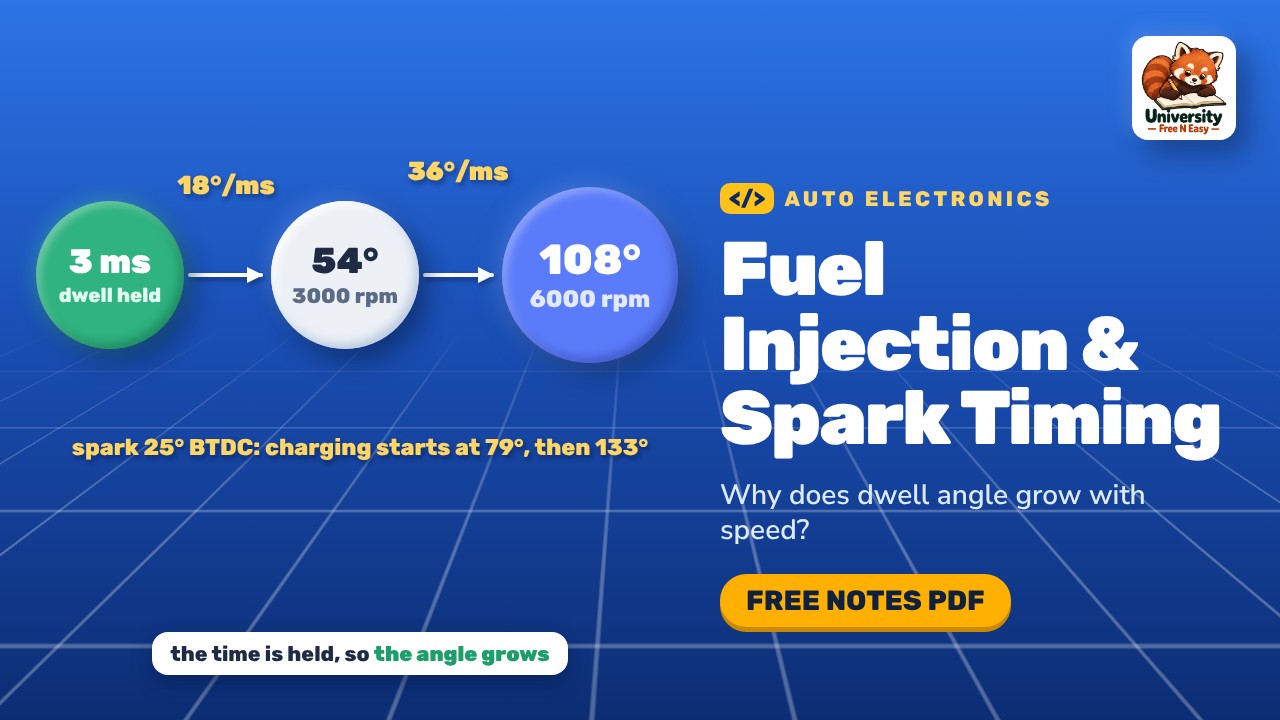 University
Free N Easy
18°/ms
36°/ms
3 ms
dwell held
54°
3000 rpm
108°
6000 rpm
spark 25° BTDC: charging starts at 79°, then 133°
the time is held, so the angle grows
</> AUTO ELECTRONICS
Fuel
Injection &
Spark Timing
Why does dwell angle grow with
speed?
FREE NOTES PDF